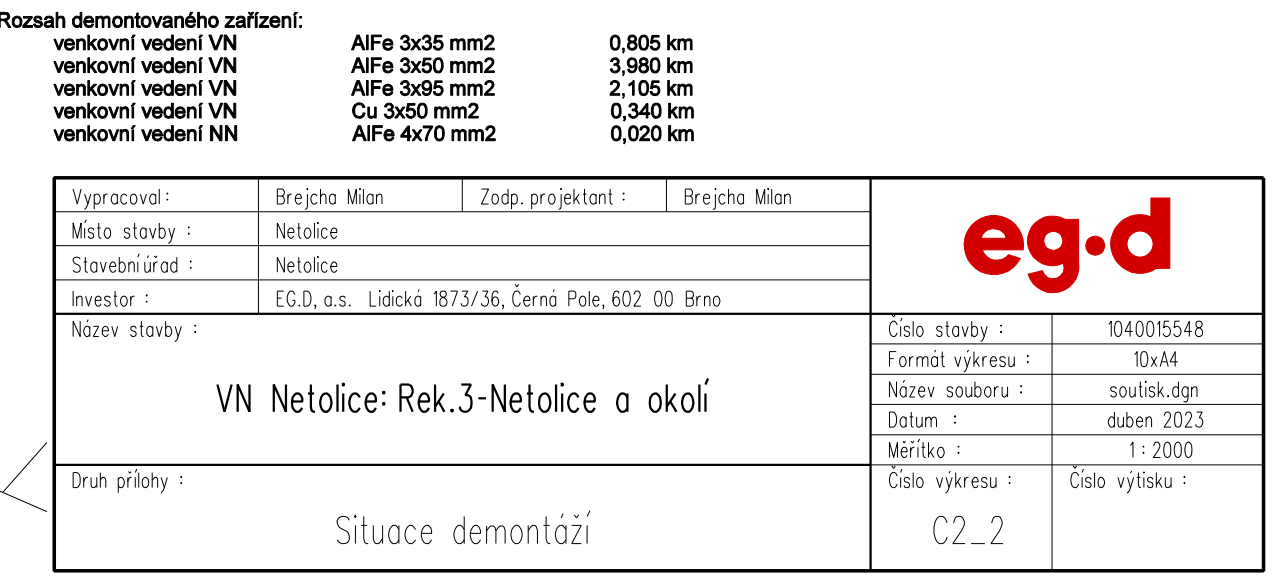 Rozsah demontovaného zařízení:
venkovní vedení VN AlFe 3x35 mm2 0,805 km
venkovní vedení VN AlFe 3x50 mm2 3,980 km
venkovní vedení VN AlFe 3x95 mm2 2,105 km
venkovní vedení VN Cu 3x50 mm2 0,340 km
venkovní vedení NN AlFe 4x70 mm2 0,020 km
Vypracoval: Brejcha Milan Zodp. projektant : Brejcha Milan
Místo stavby : Netolice
Stavební úřad : Netolice
Investor : EG.D, a.s. Lidická 1873/36, Černá Pole, 602 00 Brno
eg·d
Název stavby :
VN Netolice: Rek.3-Netolice a okolí
Číslo stavby : 1040015548
Formát výkresu : 10xA4
Název souboru : soutisk.dgn
Datum : duben 2023
Měřítko : 1 : 2000
Druh přílohy :
Situace demontáží
Číslo výkresu : Číslo výtisku :
C2_2